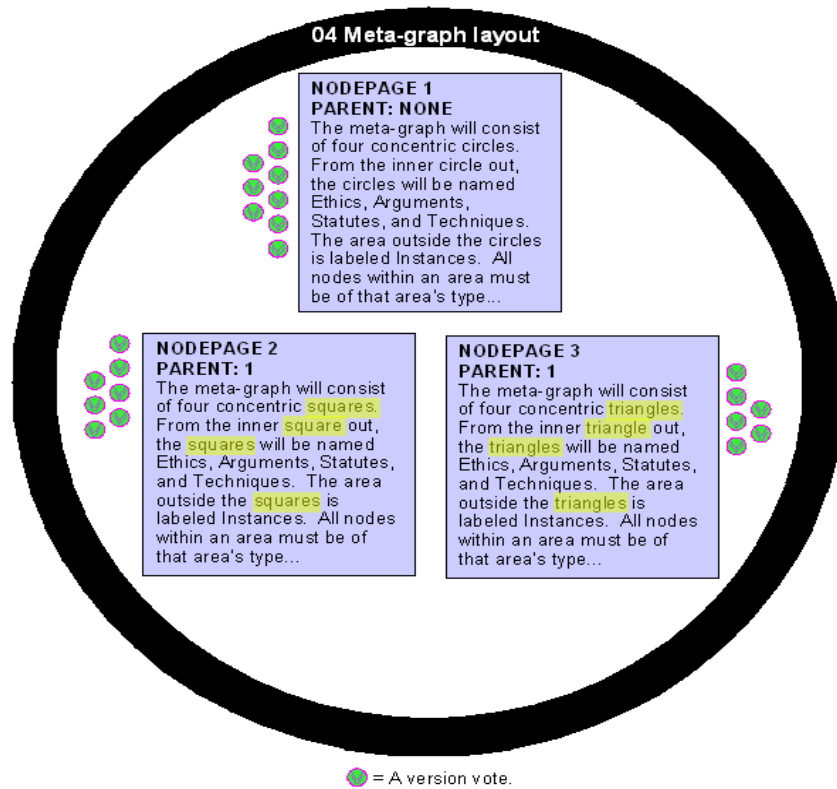 04 Meta-graph layout
NODEPAGE 1
PARENT: NONE
The meta-graph will consist
of four concentric circles.
From the inner circle out,
the circles will be named
Ethics, Arguments,
Statutes, and Techniques.
The area outside the circles
is labeled Instances. All
nodes within an area must
be of that area's type...
NODEPAGE 2
PARENT: 1
The meta-graph will consist
of four concentric squares.
From the inner square out,
the squares will be named
Ethics, Arguments, Statutes,
and Techniques. The area
outside the squares is
labeled Instances. All nodes
within an area must be of
that area's type...
NODEPAGE 3
PARENT: 1
The meta-graph will consist
of four concentric triangles.
From the inner triangle out,
the triangles will be named
Ethics, Arguments, Statutes,
and Techniques. The area
outside the triangles is
labeled Instances. All nodes
within an area must be of
that area's type...
= A version vote.